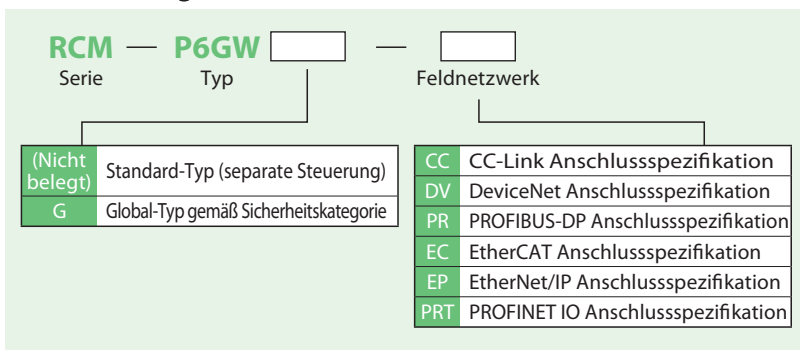 RCM — P6GW —
Serie Typ Feldnetzwerk
(Nicht belegt) Standard-Typ (separate Steuerung)
G Global-Typ gemäß Sicherheitskategorie
CC CC-Link Anschlussspezifikation
DV DeviceNet Anschlussspezifikation
PR PROFIBUS-DP Anschlussspezifikation
EC EtherCAT Anschlussspezifikation
EP EtherNet/IP Anschlussspezifikation
PRT PROFINET IO Anschlussspezifikation